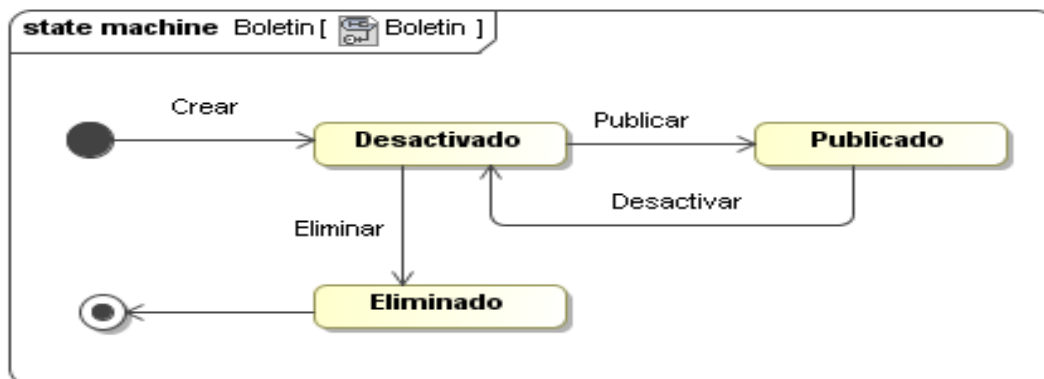 state machine Boletin [ Boletin ]
Crear
Desactivado
Publicar
Publicado
Desactivar
Eliminar
Eliminado